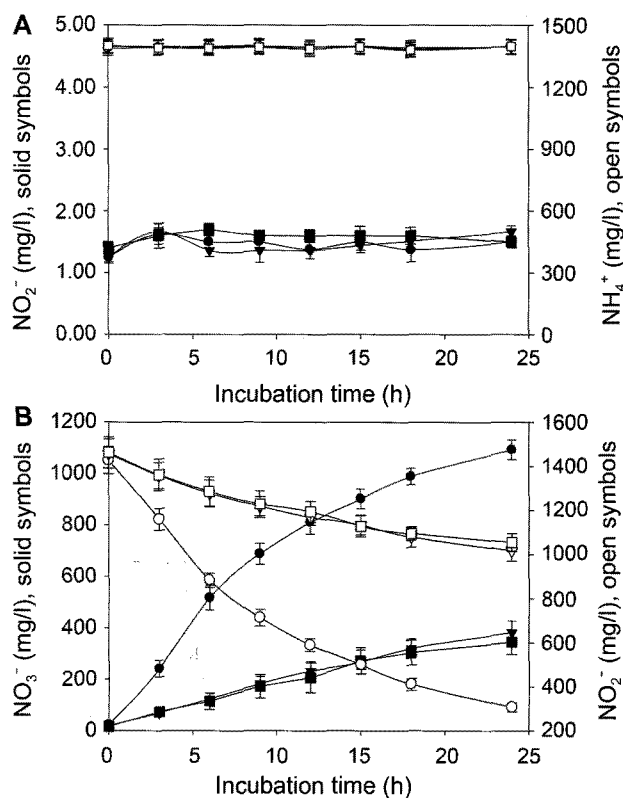 A
5.00
4.00
3.00
2.00
1.00
0.00
NO₂⁻ (mg/l), solid symbols
1500
1200
900
600
300
0
NH₄⁺ (mg/l), open symbols
0 5 10 15 20 25
Incubation time (h)
B
1200
1000
800
600
400
200
0
NO₃⁻ (mg/l), solid symbols
1600
1400
1200
1000
800
600
400
200
NO₂⁻ (mg/l), open symbols
0 5 10 15 20 25
Incubation time (h)